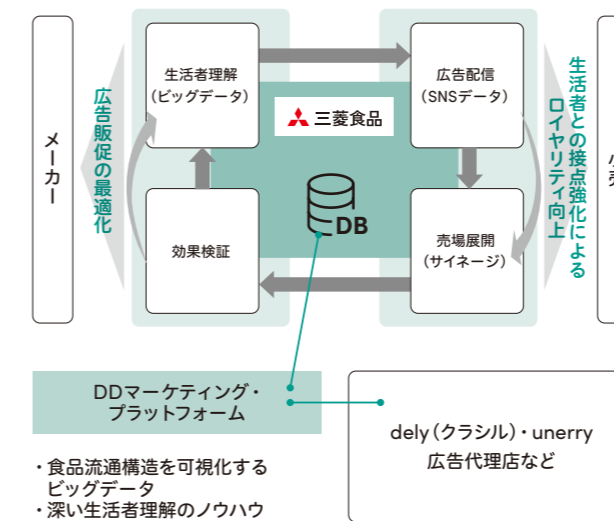 メーカー
広告販促の最適化
生活者理解
（ビッグデータ）
広告配信
（SNSデータ）
三菱食品
DB
効果検証
売場展開
（サイネージ）
生活者との接点強化による
ロイヤリティ向上
DDマーケティング・
プラットフォーム
・食品流通構造を可視化する
ビッグデータ
・深い生活者理解のノウハウ
dely（クラシル）・unerry
広告代理店など